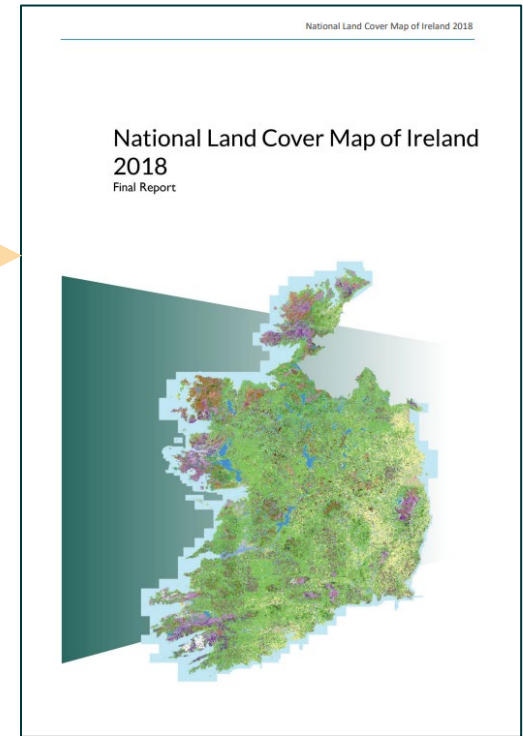 National Land Cover Map of Ireland 2018
National Land Cover Map of Ireland
2018
Final Report